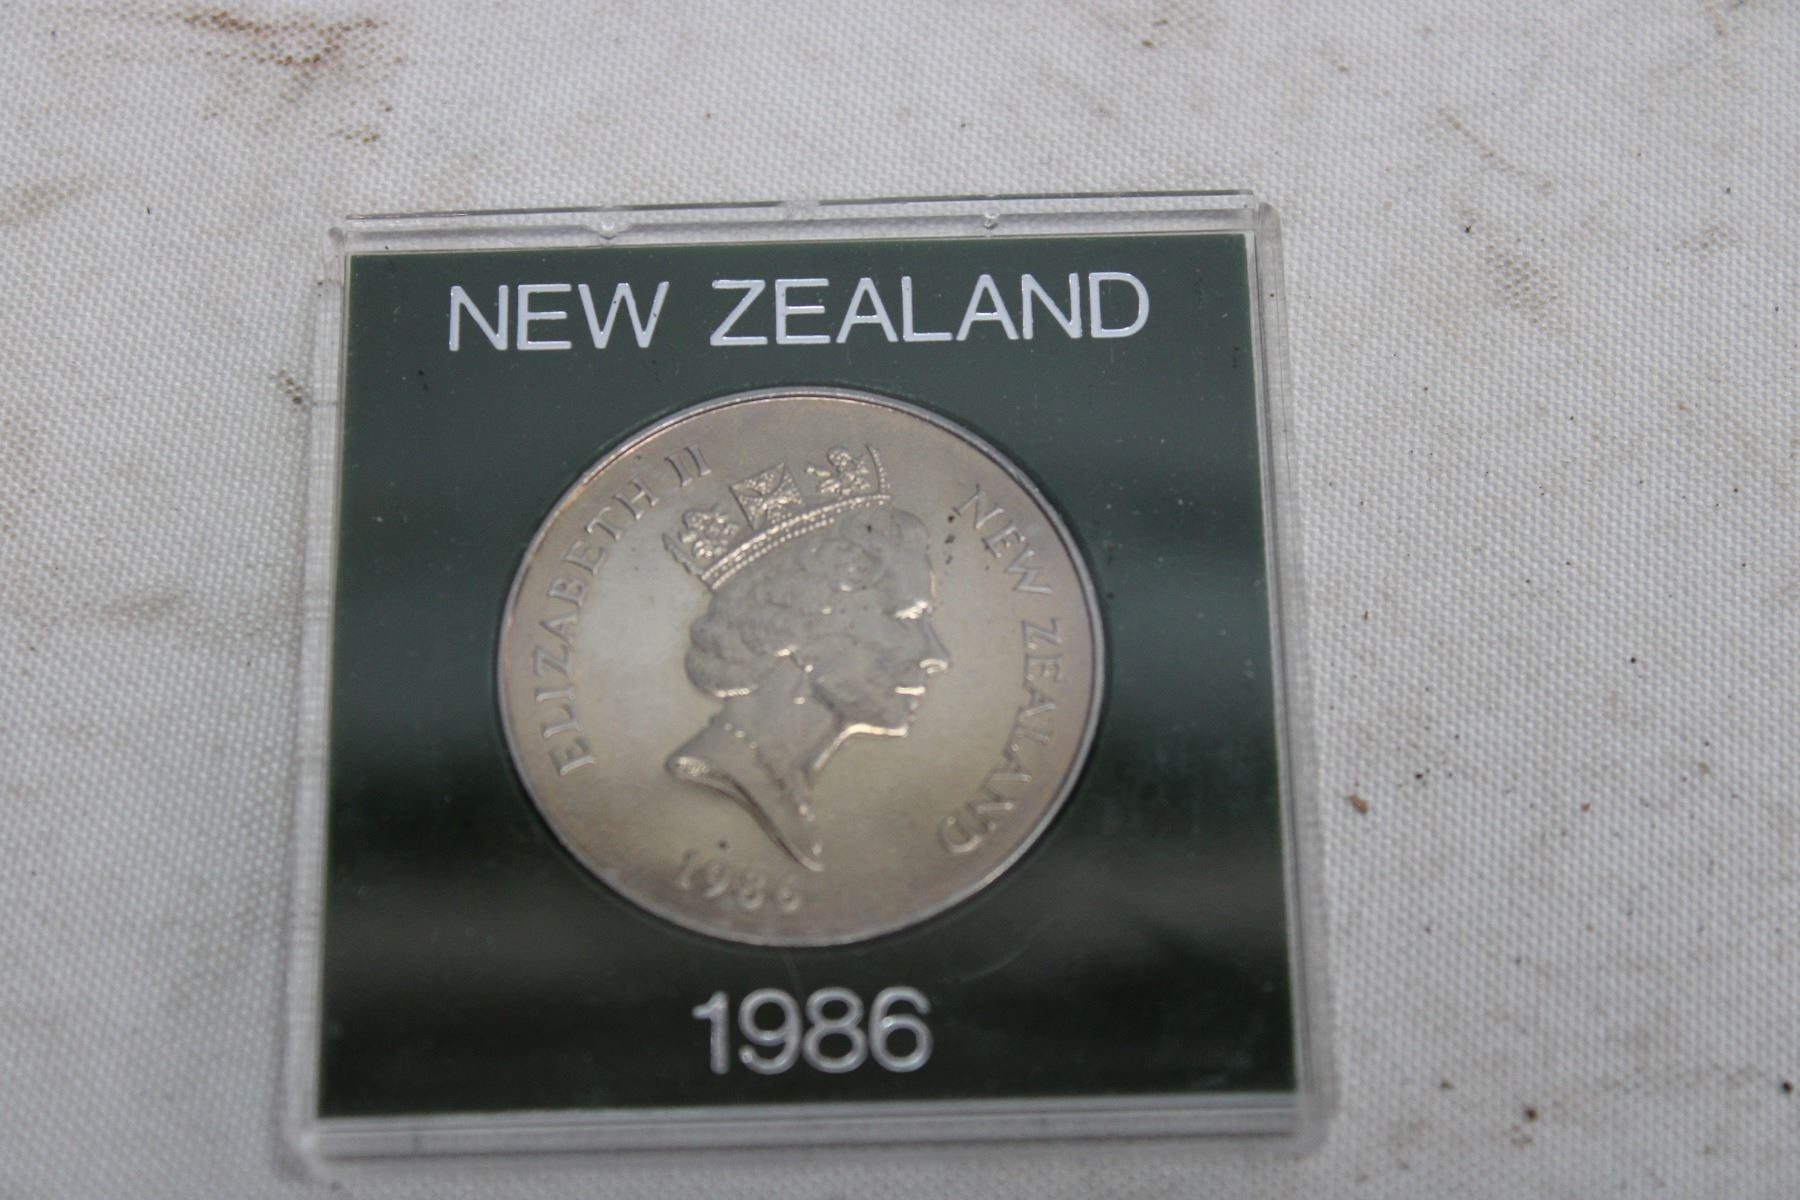 NEW ZEALAND
ELIZABETH II
NEW ZEALAND
1986
1986